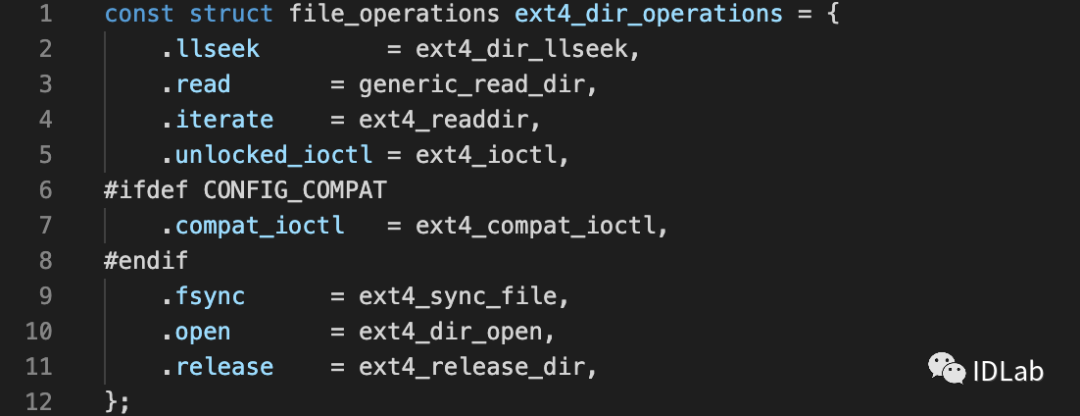 1 const struct file_operations ext4_dir_operations = {
2     .llseek         = ext4_dir_llseek,
3     .read       = generic_read_dir,
4     .iterate    = ext4_readdir,
5     .unlocked_ioctl = ext4_ioctl,
6 #ifdef CONFIG_COMPAT
7     .compat_ioctl   = ext4_compat_ioctl,
8 #endif
9     .fsync      = ext4_sync_file,
10     .open       = ext4_dir_open,
11     .release    = ext4_release_dir,
12 };
IDLab